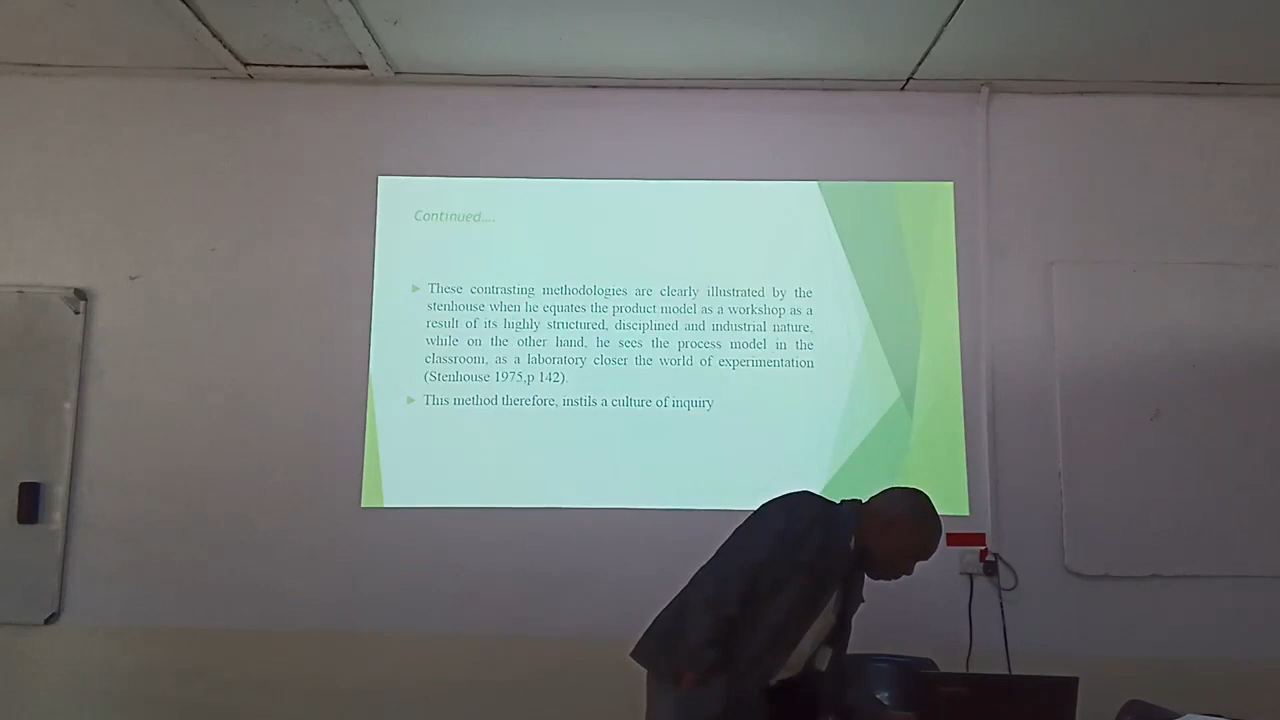 Continued....
These contrasting methodologies are clearly illustrated by the
stenhouse when he equates the product model as a workshop as a
result of its highly structured, disciplined and industrial nature,
while on the other hand, he sees the process model in the
classroom, as a laboratory closer the world of experimentation
(Stenhouse 1975,p 142).
This method therefore, instils a culture of inquiry